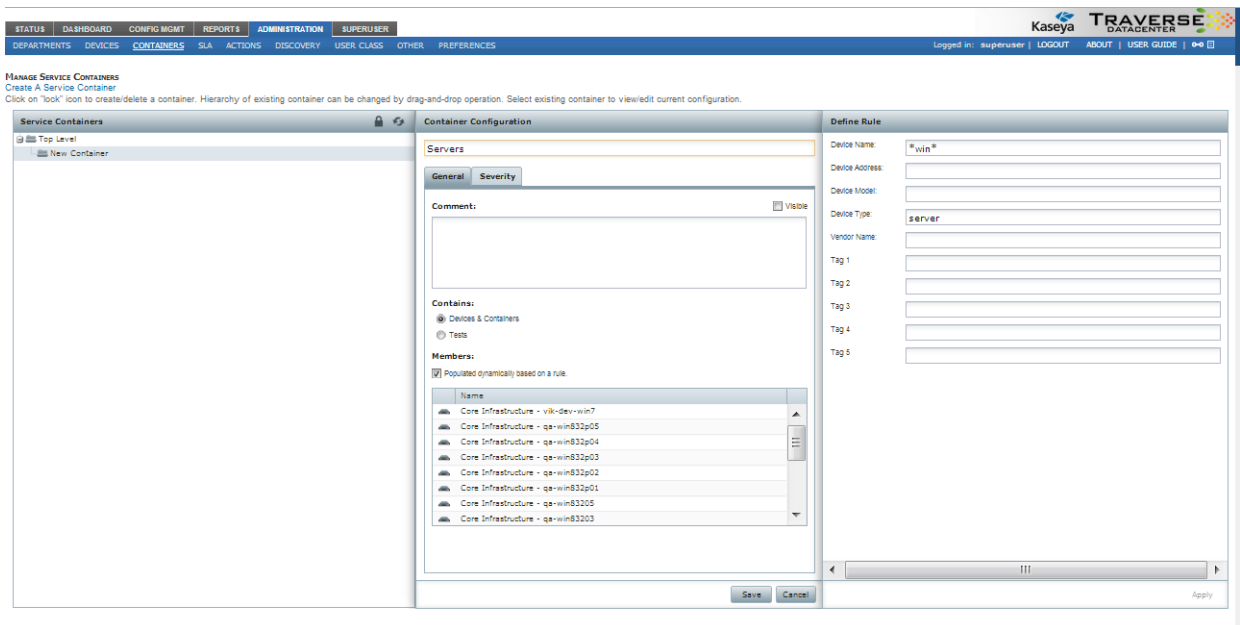 Kaseya TRAVERSE DATACENTER
STATUS DASHBOARD CONFIG MGMT REPORTS ADMINISTRATION SUPERUSER
DEPARTMENTS DEVICES CONTAINERS SLA ACTIONS DISCOVERY USER CLASS OTHER PREFERENCES Logged in: superuser | LOGOUT ABOUT | USER GUIDE |
MANAGE SERVICE CONTAINERS
Create A Service Container
Click on "lock" icon to create/delete a container. Hierarchy of existing container can be changed by drag-and-drop operation. Select existing container to view/edit current configuration.
Service Containers
Top Level
New Container
Container Configuration
Servers
General Severity
Comment: Visible
Contains:
Devices & Containers
Tests
Members:
Populated dynamically based on a rule.
Name
Core Infrastructure - vik-dev-win7
Core Infrastructure - qa-win832p05
Core Infrastructure - qa-win832p04
Core Infrastructure - qa-win832p03
Core Infrastructure - qa-win832p02
Core Infrastructure - qa-win832p01
Core Infrastructure - qa-win83205
Core Infrastructure - qa-win83203
Save Cancel
Define Rule
Device Name: *win*
Device Address:
Device Model:
Device Type: server
Vendor Name:
Tag 1
Tag 2
Tag 3
Tag 4
Tag 5
Apply